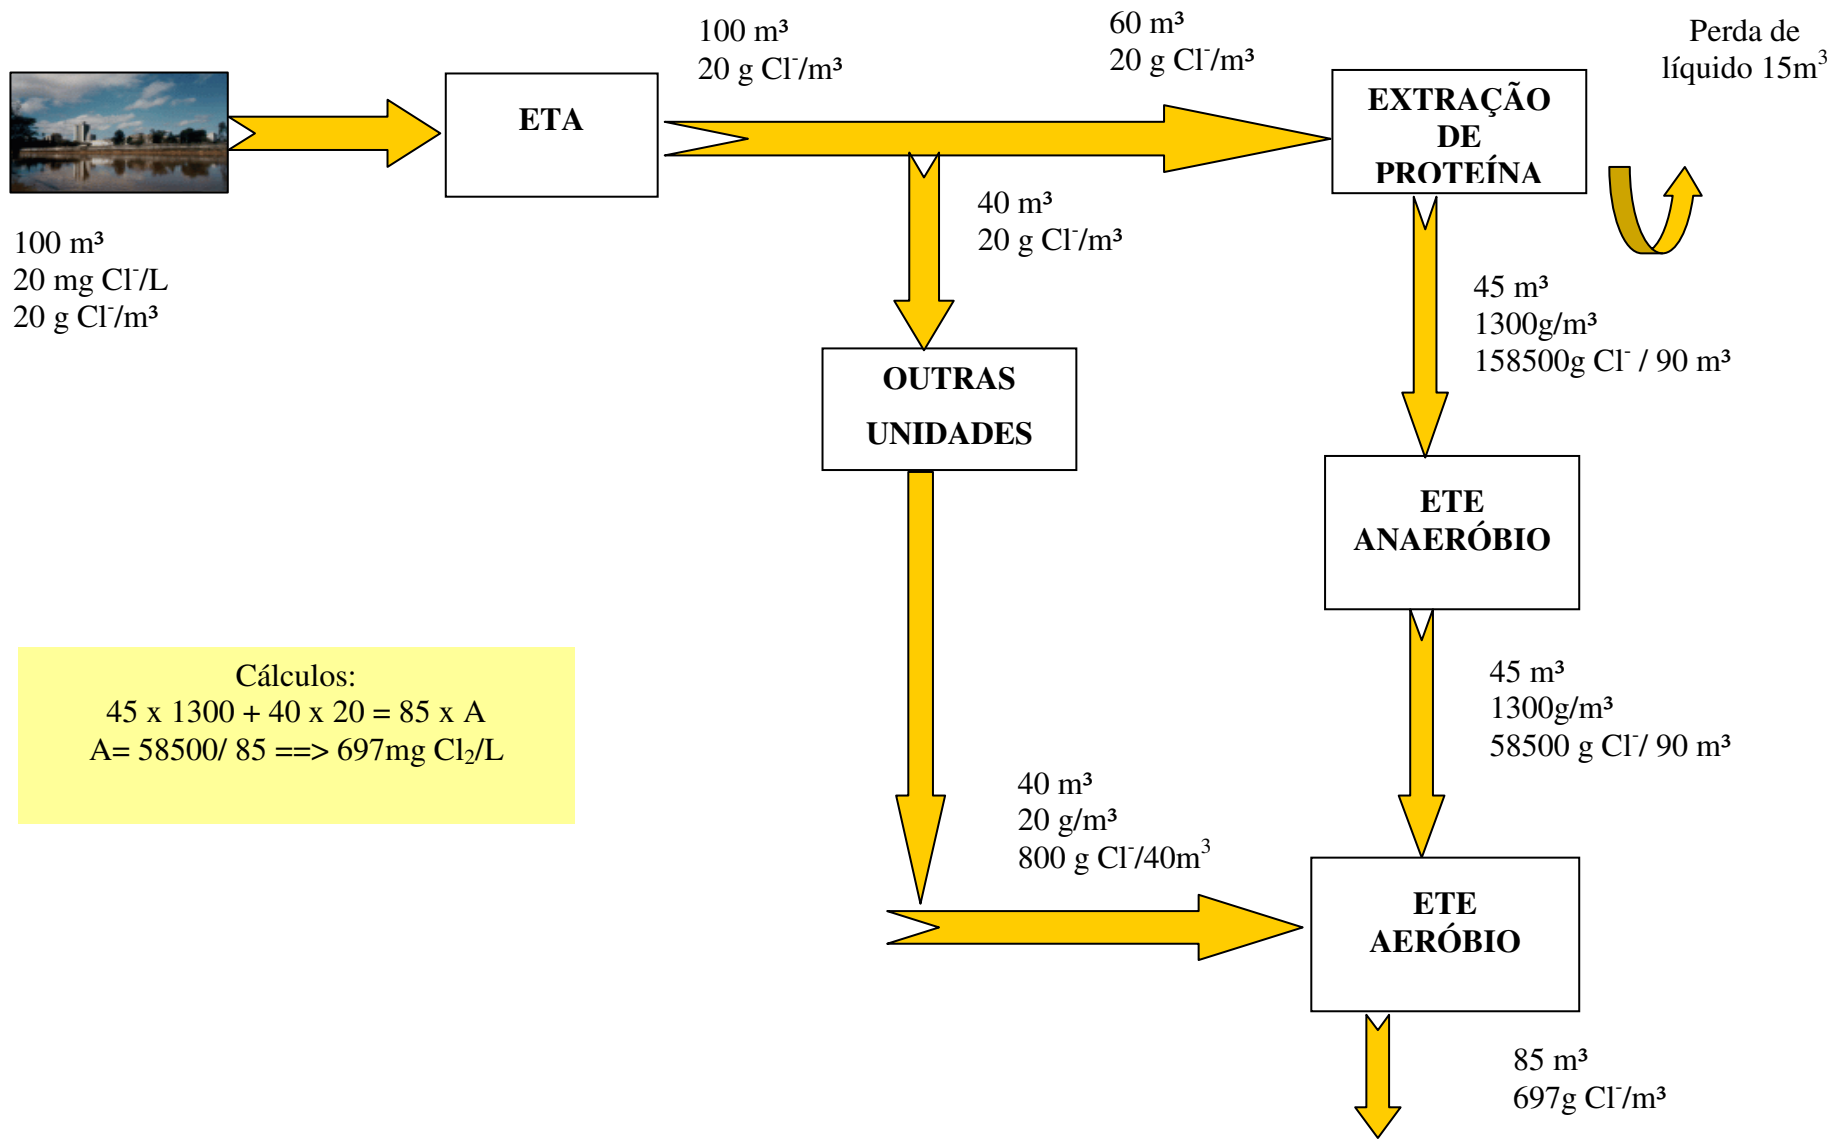 100 m³
20 g Cl⁻/m³
60 m³
20 g Cl⁻/m³
Perda de
líquido 15m³
ETA
EXTRAÇÃO
DE
PROTEÍNA
100 m³
20 mg Cl⁻/L
20 g Cl⁻/m³
40 m³
20 g Cl⁻/m³
45 m³
1300g/m³
158500g Cl⁻ / 90 m³
OUTRAS
UNIDADES
ETE
ANAERÓBIO
Cálculos:
45 x 1300 + 40 x 20 = 85 x A
A= 58500/ 85 ==> 697mg Cl₂/L
45 m³
1300g/m³
58500 g Cl⁻/ 90 m³
40 m³
20 g/m³
800 g Cl⁻/40m³
ETE
AERÓBIO
85 m³
697g Cl⁻/m³